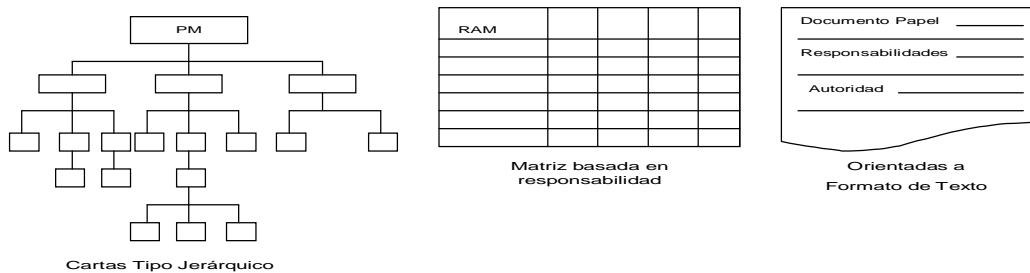 PM
Cartas Tipo Jerárquico
RAM
Matriz basada en
responsabilidad
Documento Papel
Responsabilidades
Autoridad
Orientadas a
Formato de Texto